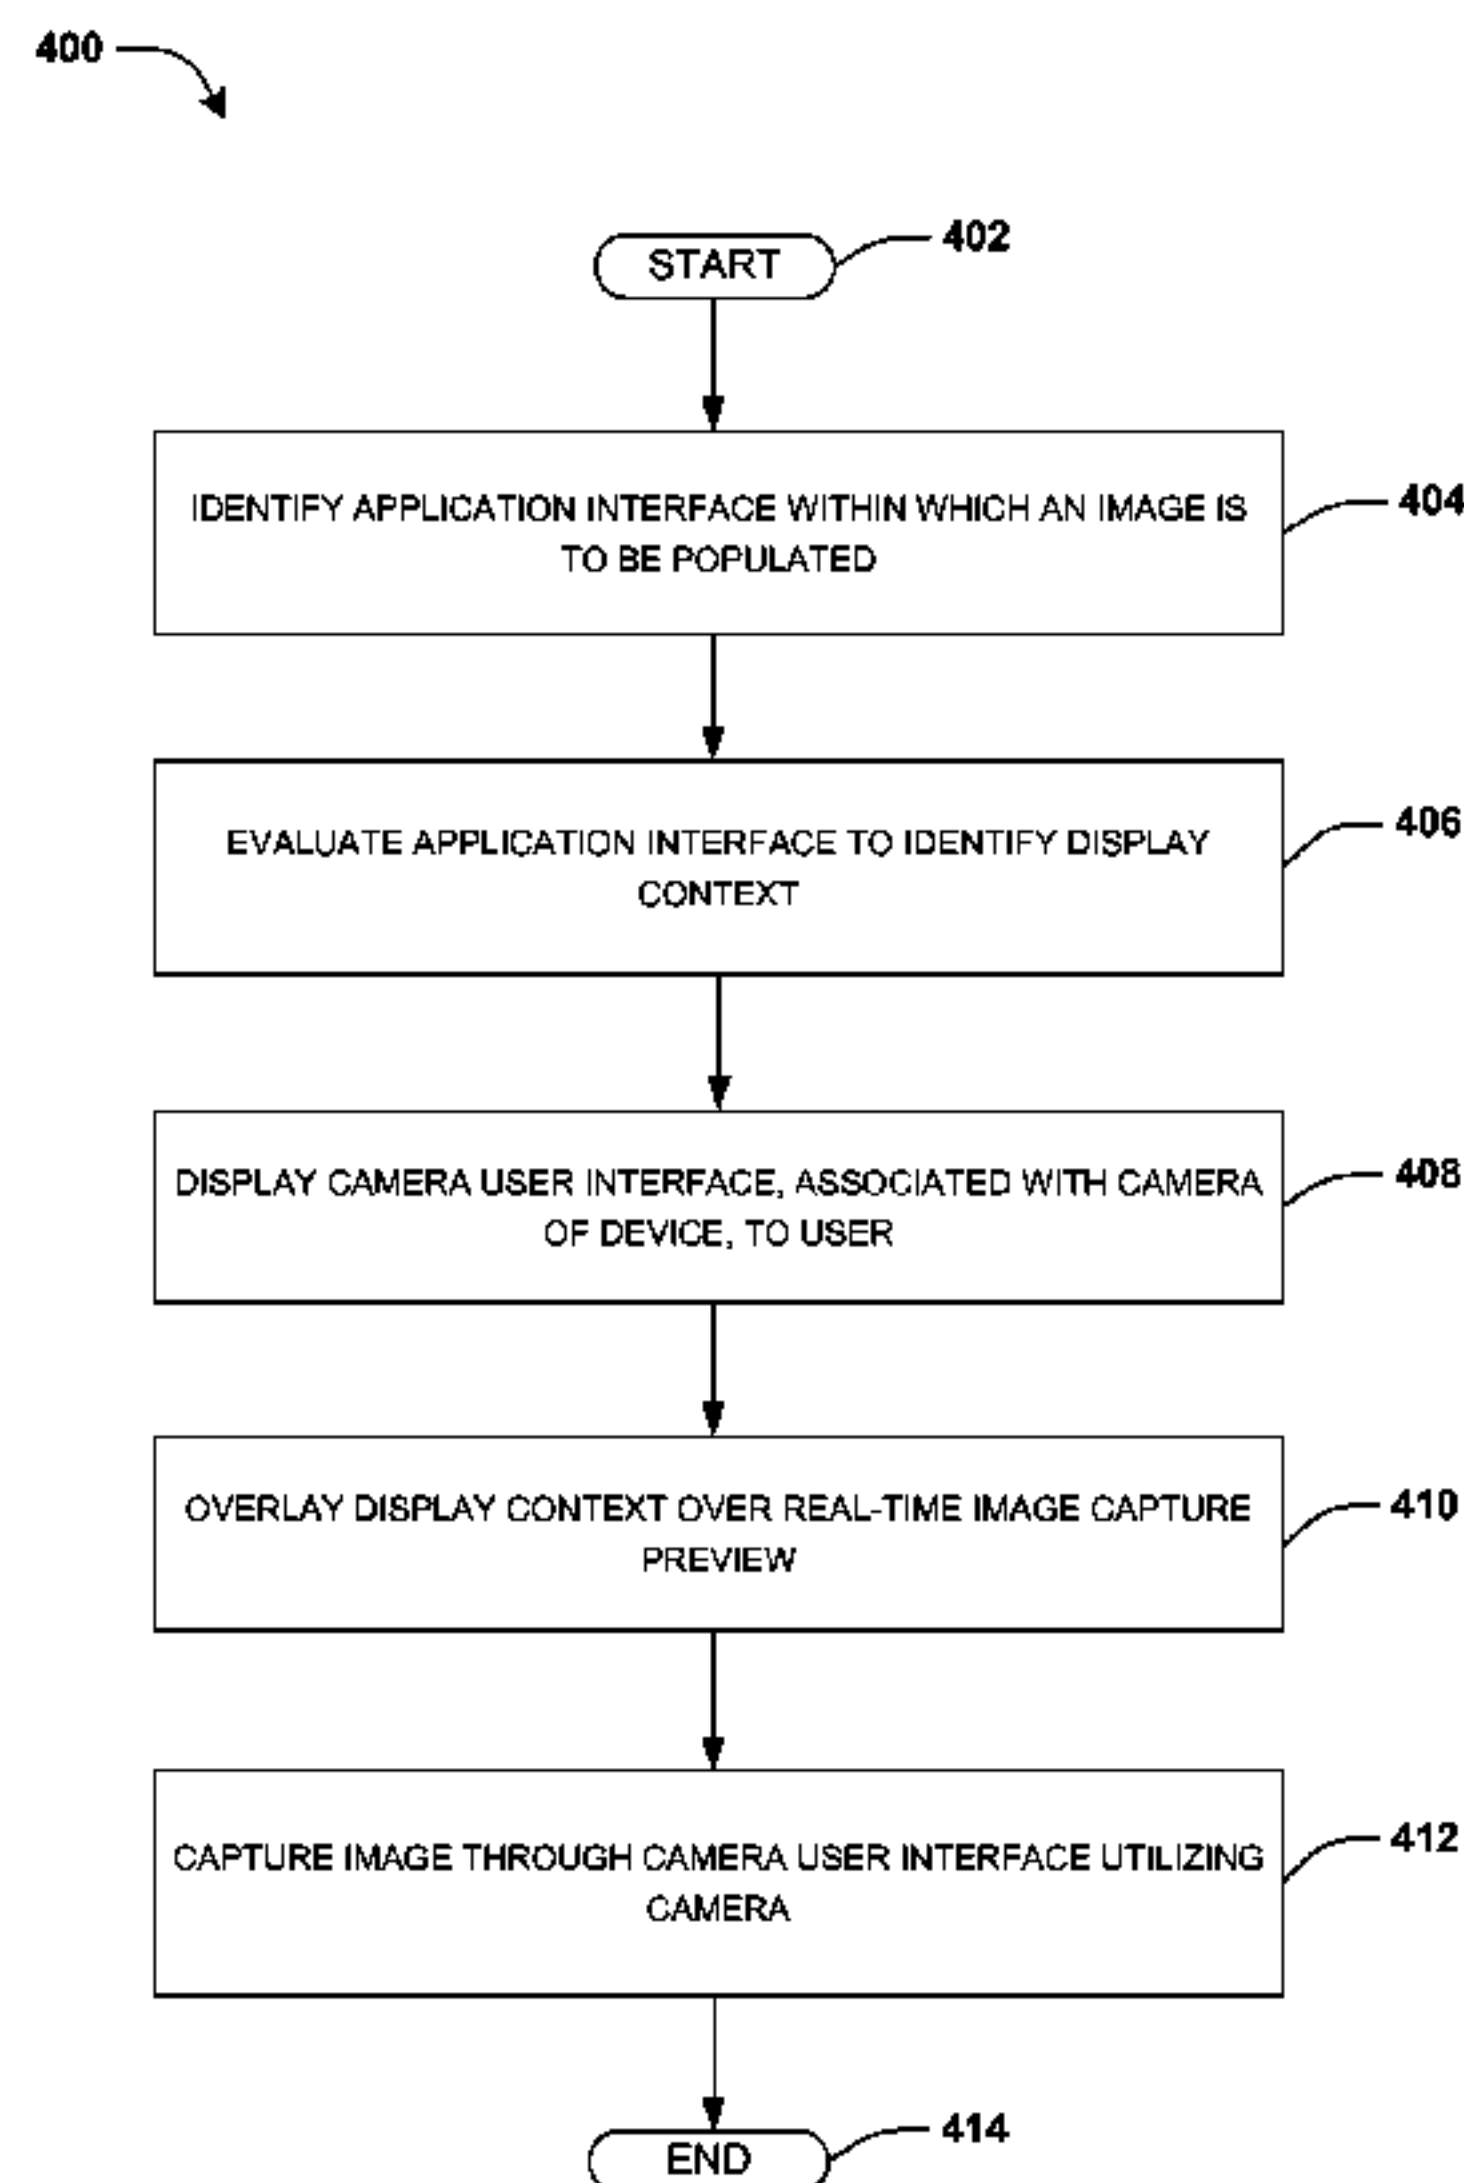 400
START
402
IDENTIFY APPLICATION INTERFACE WITHIN WHICH AN IMAGE IS
TO BE POPULATED
404
EVALUATE APPLICATION INTERFACE TO IDENTIFY DISPLAY
CONTEXT
406
DISPLAY CAMERA USER INTERFACE, ASSOCIATED WITH CAMERA
OF DEVICE, TO USER
408
OVERLAY DISPLAY CONTEXT OVER REAL-TIME IMAGE CAPTURE
PREVIEW
410
CAPTURE IMAGE THROUGH CAMERA USER INTERFACE UTILIZING
CAMERA
412
END
414